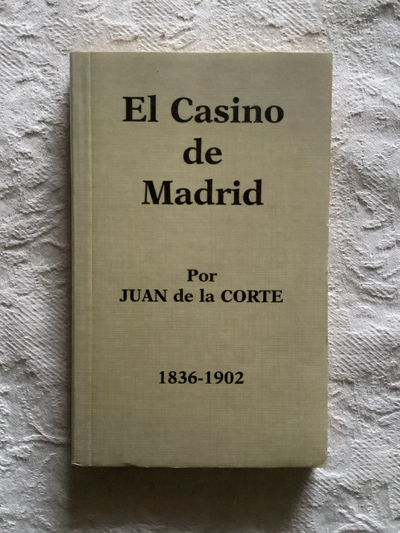 El Casino
de
Madrid
Por
JUAN de la CORTE
1836-1902